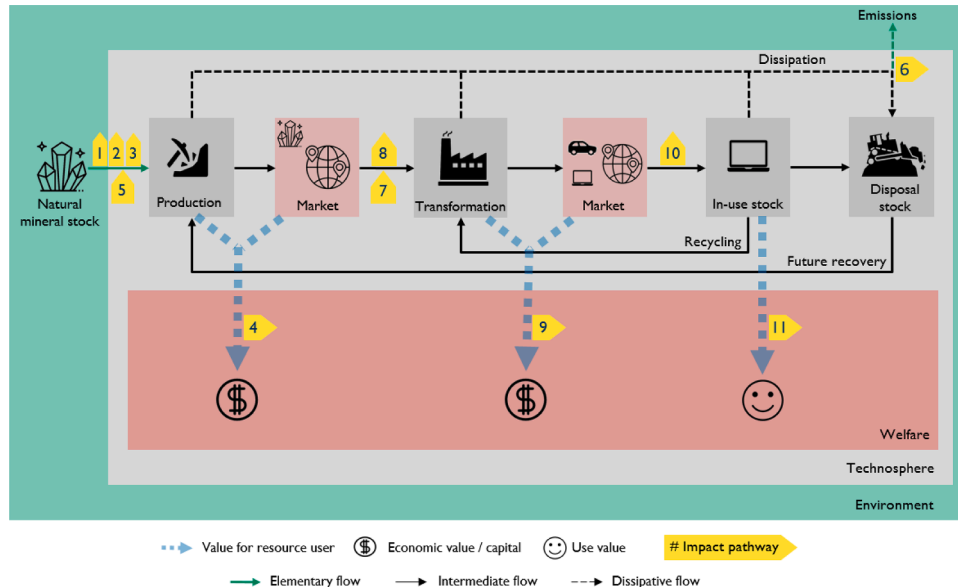 Emissions
Dissipation
6
1 2 3
5
8
7
10
Natural
mineral stock
Production
Market
Transformation
Market
In-use stock
Disposal
stock
Recycling
Future recovery
4
9
11
$
$
Welfare
Technosphere
Environment
Value for resource user
$
Economic value / capital
Use value
# Impact pathway
Elementary flow
Intermediate flow
Dissipative flow